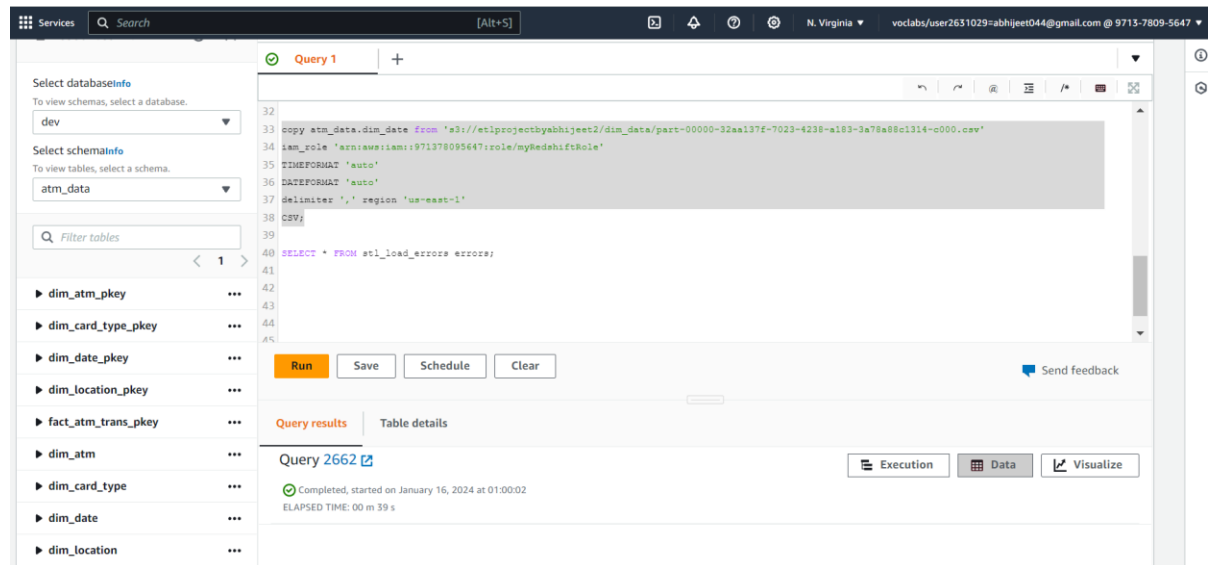 Services
Search
[Alt+S]
N. Virginia
voclabs/user2631029=abhijeet044@gmail.com @ 9713-7809-5647
Select databaseInfo
To view schemas, select a database.
dev
Select schemaInfo
To view tables, select a schema.
atm_data
Filter tables
< 1 >
dim_atm_pkey
dim_card_type_pkey
dim_date_pkey
dim_location_pkey
fact_atm_trans_pkey
dim_atm
dim_card_type
dim_date
dim_location
Query 1
+
32
33 copy atm_data.dim_date from 's3://etlprojectbyabhijeet2/dim_data/part-00000-32aa137f-7023-4238-a183-3a78a88c1314-c000.csv'
34 iam_role 'arn:aws:iam::971378095647:role/myRedshiftRole'
35 TIMEFORMAT 'auto'
36 DATEFORMAT 'auto'
37 delimiter ',' region 'us-east-1'
38 CSV;
39
40 SELECT * FROM stl_load_errors errors;
41
42
43
44
45
Run
Save
Schedule
Clear
Send feedback
Query results
Table details
Query 2662
Execution
Data
Visualize
Completed, started on January 16, 2024 at 01:00:02
ELAPSED TIME: 00 m 39 s